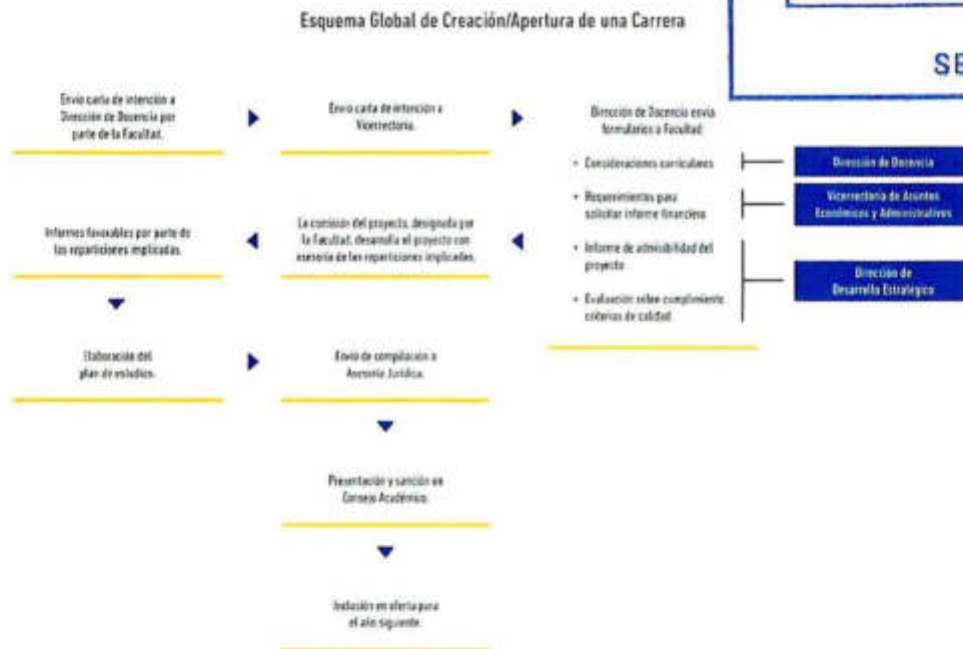 Esquema Global de Creación/Apertura de una Carrera
SE
Envío carta de intención a
Dirección de Docencia por
parte de la Facultad.
Envío carta de intención a
Vicerrectoría.
Dirección de Docencia envía
formularios a Facultad:
• Consideraciones curriculares
Dirección de Docencia
• Requerimientos para
solicitar informe financiero
Vicerrectoría de Asuntos
Económicos y Administrativos
• Informe de admisibilidad del
proyecto
• Evaluación sobre cumplimiento
criterios de calidad
Dirección de
Desarrollo Estratégico
La comisión del proyecto, designada por
la Facultad, desarrolla el proyecto con
asesoría de las reparticiones implicadas.
Informes favorables por parte de
las reparticiones implicadas.
Elaboración del
plan de estudios.
Envío de compilación a
Asesoría Jurídica.
Presentación y sanción en
Consejo Académico.
Inclusión en oferta para
el año siguiente.